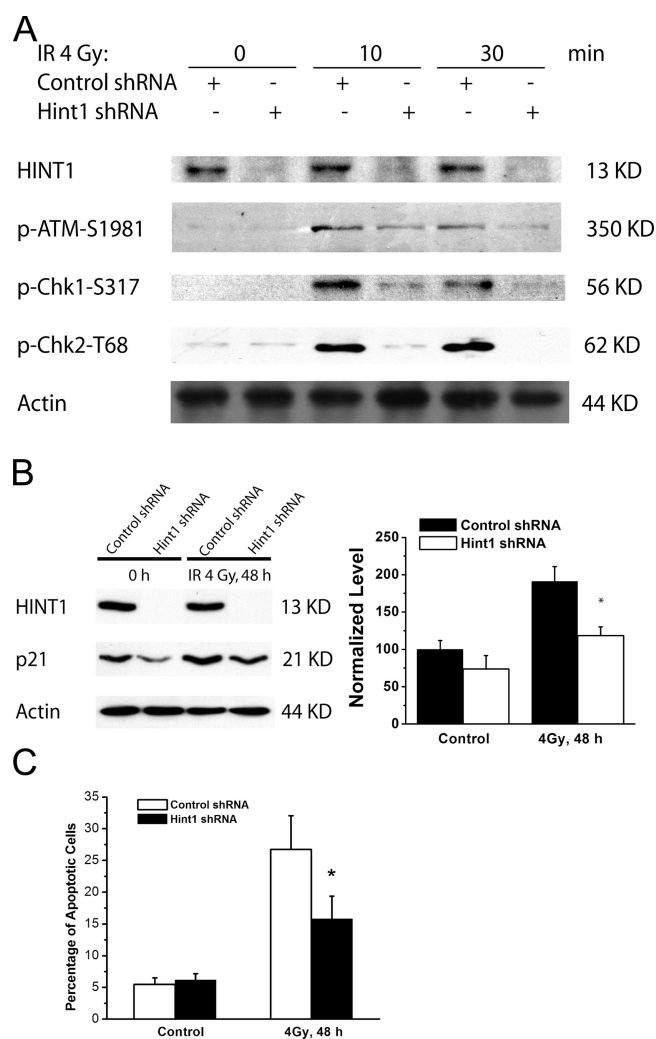 A
IR 4 Gy: 0 10 30 min
Control shRNA + - + - + -
Hint1 shRNA - + - + - +
HINT1 13 KD
p-ATM-S1981 350 KD
p-Chk1-S317 56 KD
p-Chk2-T68 62 KD
Actin 44 KD
B
Control shRNA Hint1 shRNA Control shRNA Hint1 shRNA
0 h IR 4 Gy, 48 h
HINT1 13 KD
p21 21 KD
Actin 44 KD
Control shRNA
Hint1 shRNA
Normalized Level
250
200
150
100
50
0
*
Control 4Gy, 48 h
C
Control shRNA
Hint1 shRNA
Percentage of Apoptotic Cells
35
30
25
20
15
10
5
0
*
Control 4Gy, 48 h